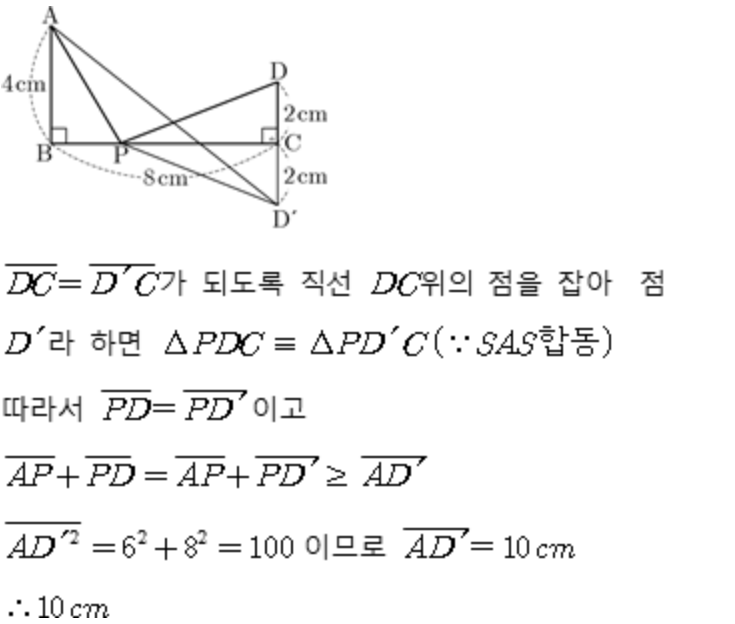 A
D
4cm
2cm
B
P
C
8cm
2cm
D´
DC=D´C가 되도록 직선 DC위의 점을 잡아 점
D´라 하면 △PDC ≡ △PD´C(∵SAS합동)
따라서 PD=PD´이고
AP+PD=AP+PD´≥ AD´
AD´²=6²+8²=100 이므로 AD´=10cm
∴10cm